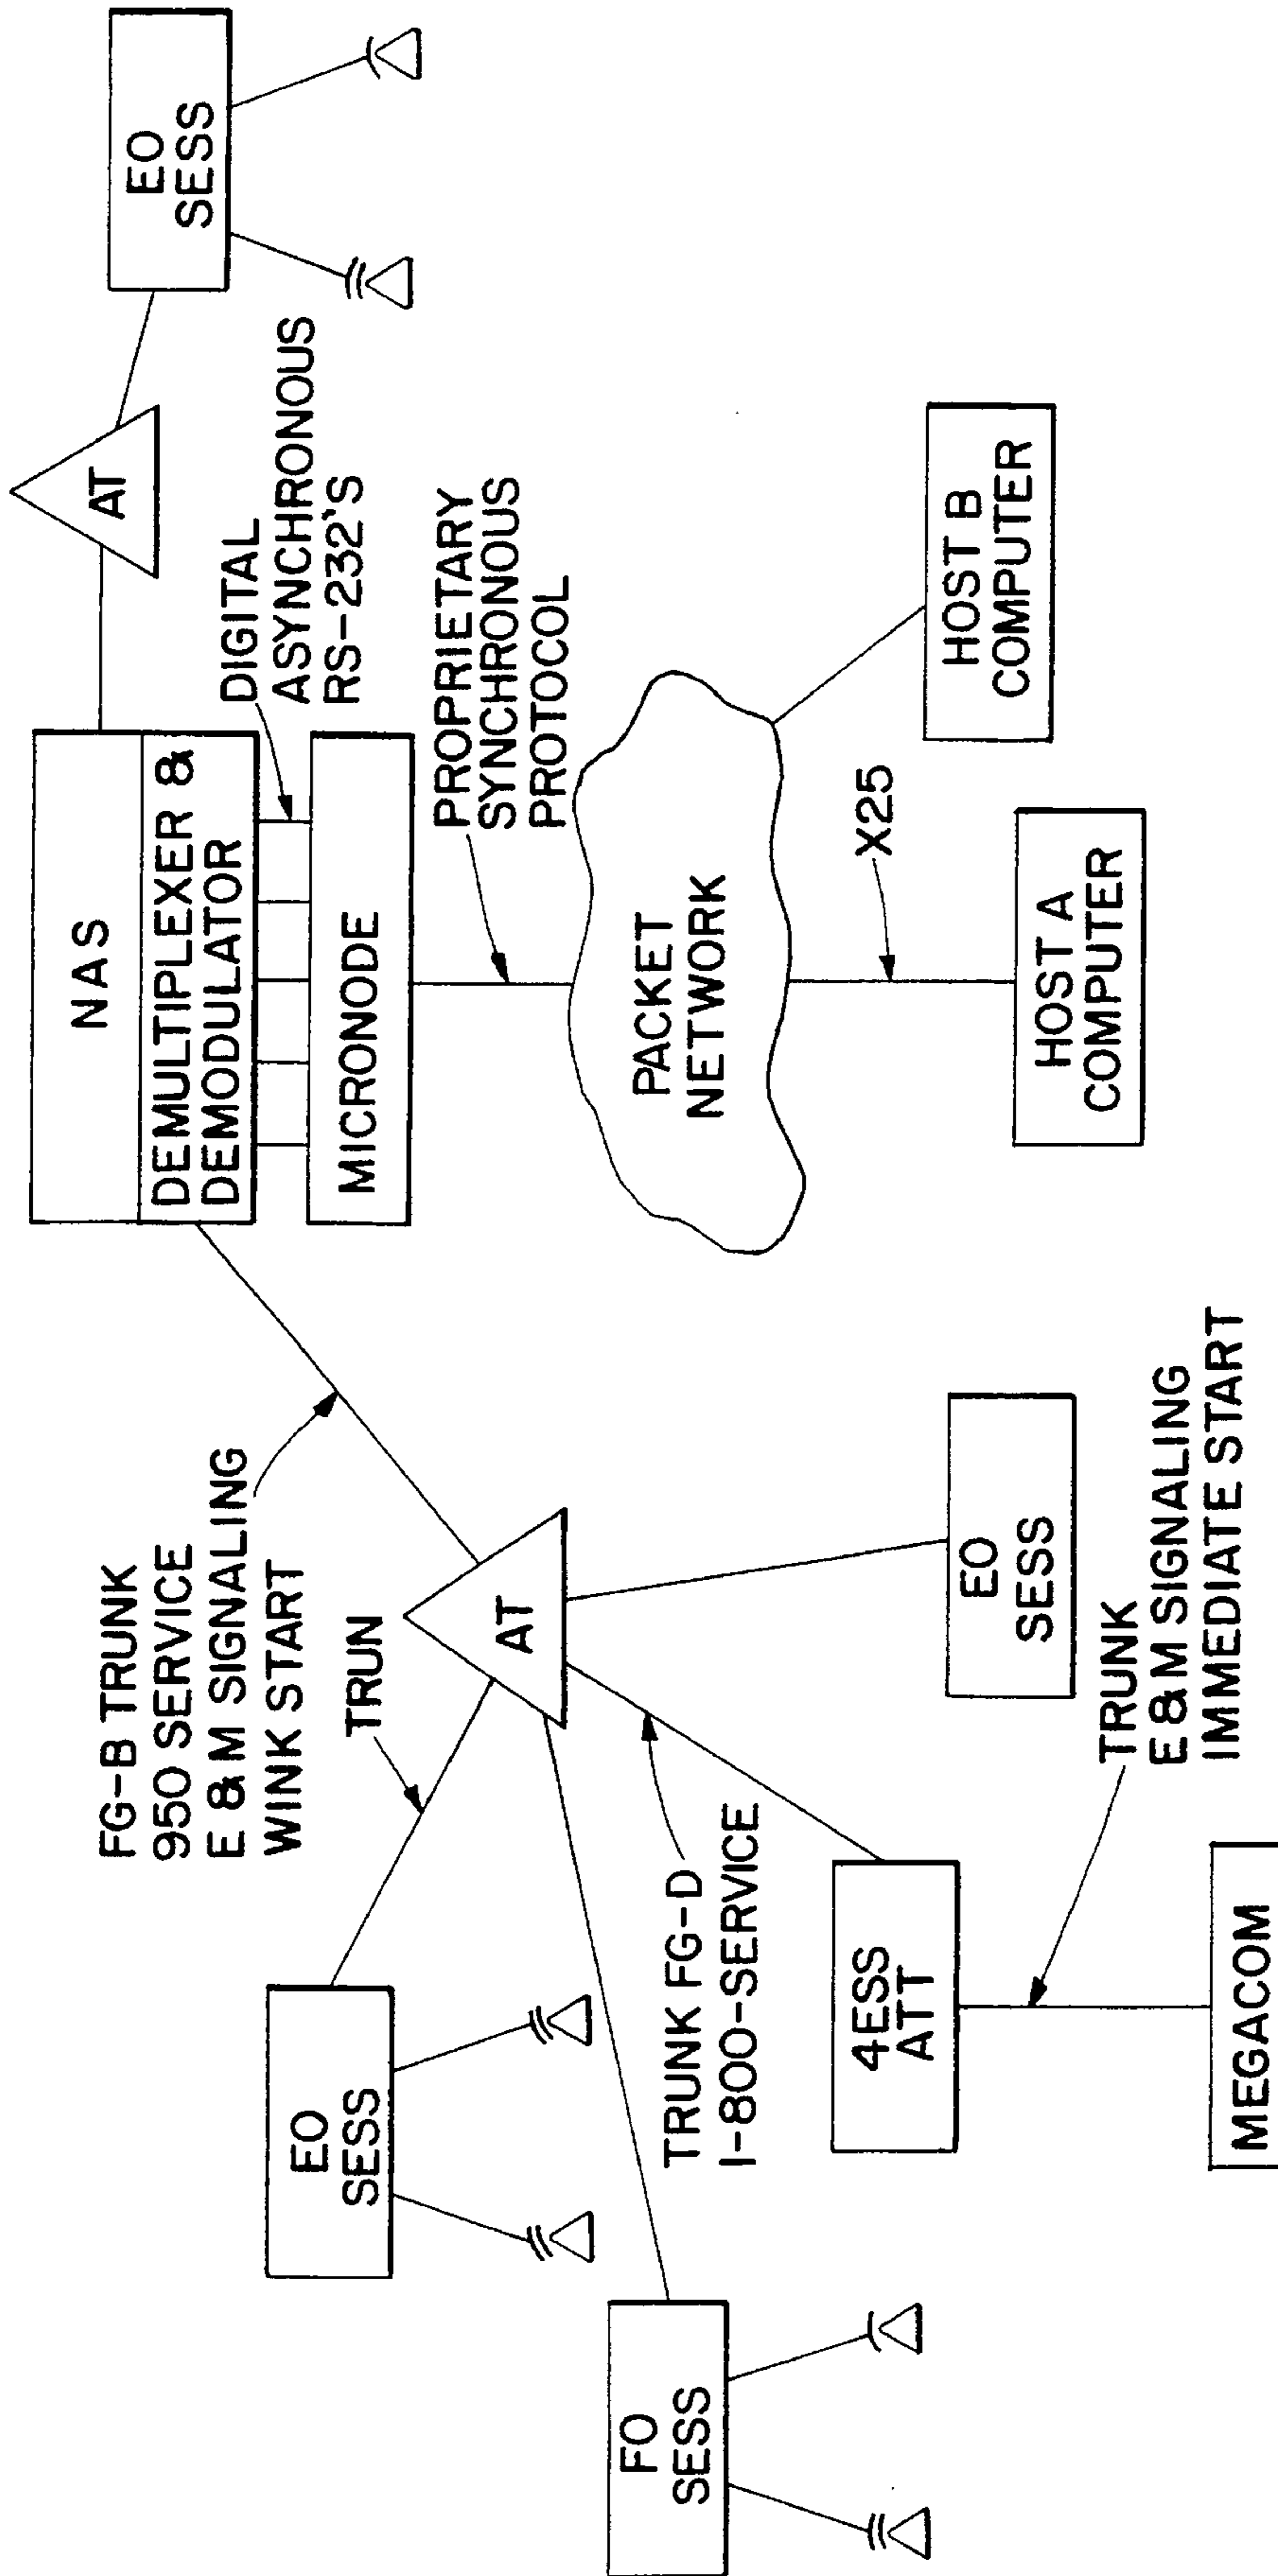 NAS
DEMULTIPLEXER &
DEMODULATOR
AT
EO
SESS
DIGITAL
ASYNCHRONOUS
RS-232'S
MICRONODE
PROPRIETARY
SYNCHRONOUS
PROTOCOL
PACKET
NETWORK
X25
HOST A
COMPUTER
HOST B
COMPUTER
FG-B TRUNK
950 SERVICE
E & M SIGNALING
WINK START
TRUN
AT
EO
SESS
FO
SESS
TRUNK FG-D
1-800-SERVICE
4ESS
ATT
EO
SESS
TRUNK
E & M SIGNALING
IMMEDIATE START
MEGACOM